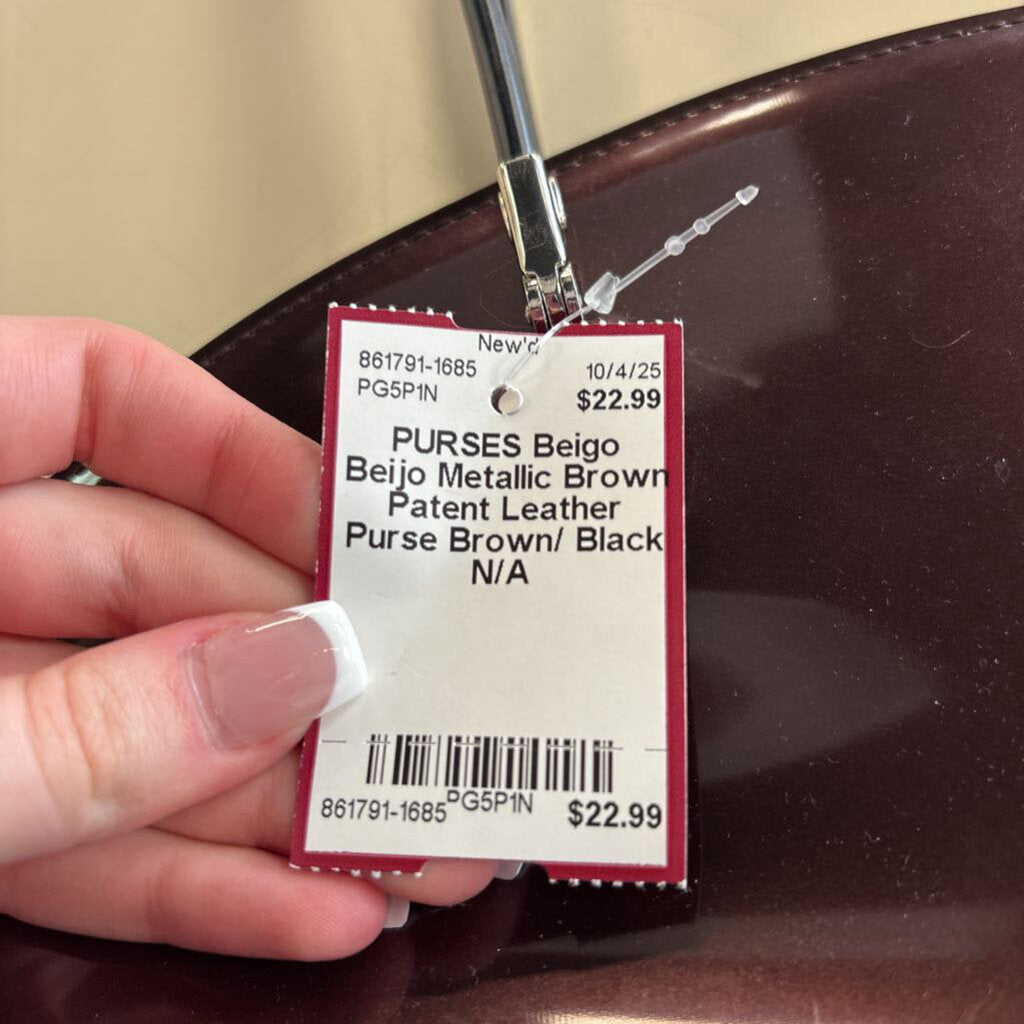 New'd
861791-1685 10/4/25
PG5P1N $22.99
PURSES Beigo
Beijo Metallic Brown
Patent Leather
Purse Brown/ Black
N/A
861791-1685 PG5P1N $22.99